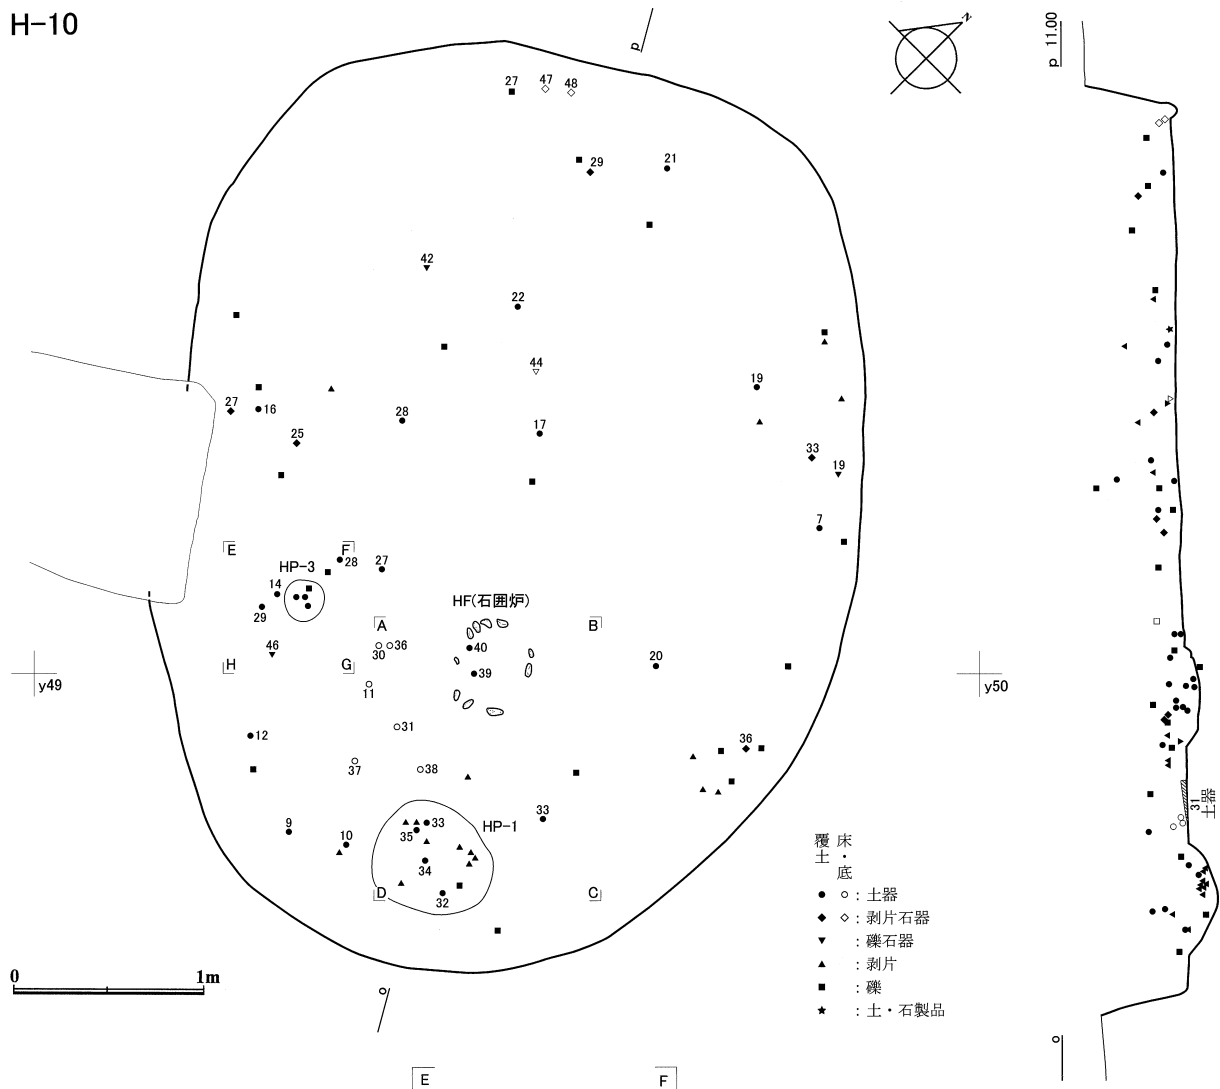 H-10
p
N
p 11.00
27
47
48
29
21
42
22
44
27
16
25
28
17
19
33
19
7
E
F
HP-3
28
27
14
29
HF(石囲炉)
A
B
30
36
40
46
H
G
39
20
y49
y50
11
31
12
37
38
36
9
10
33
35
HP-1
33
34
D
32
C
31
土器
覆土 床・底
: 土器
: 剥片石器
: 礫石器
: 剥片
: 礫
: 土・石製品
0 1m
o
o
E
F